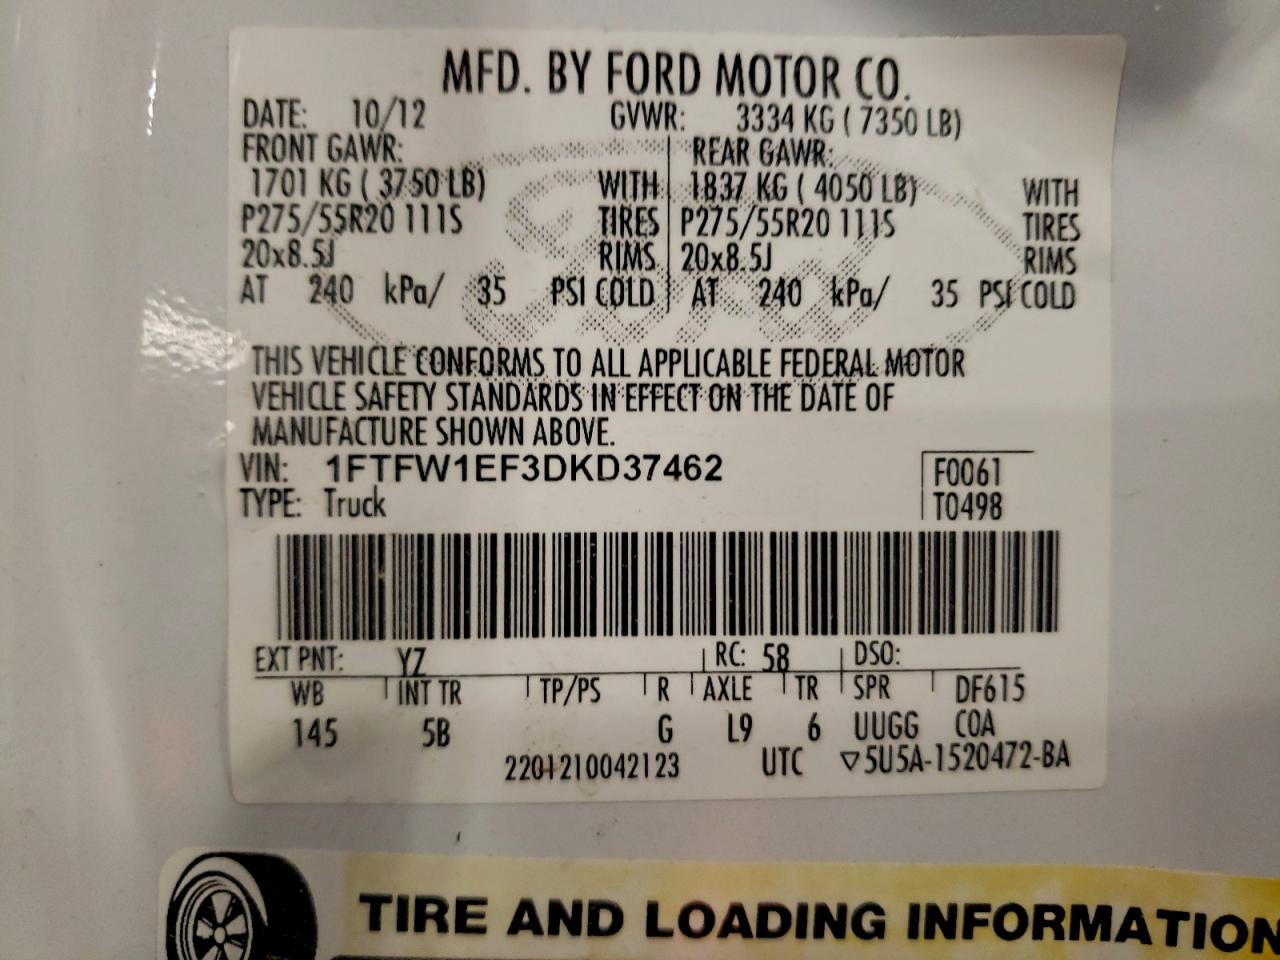 MFD. BY FORD MOTOR CO.
DATE: 10/12 GVWR: 3334 KG ( 7350 LB)
FRONT GAWR: REAR GAWR:
1701 KG ( 3750 LB) WITH 1837 KG ( 4050 LB) WITH
P275/55R20 111S TIRES P275/55R20 111S TIRES
20x8.5J RIMS 20x8.5J RIMS
AT 240 kPa/ 35 PSI COLD AT 240 kPa/ 35 PSI COLD
Ford
THIS VEHICLE CONFORMS TO ALL APPLICABLE FEDERAL MOTOR
VEHICLE SAFETY STANDARDS IN EFFECT ON THE DATE OF
MANUFACTURE SHOWN ABOVE.
VIN: 1FTFW1EF3DKD37462 F0061
TYPE: Truck T0498
EXT PNT: YZ RC: 58 DSO:
WB INT TR TP/PS R AXLE TR SPR DF615
145 5B G L9 6 UUGG COA
2201210042123 UTC ▽5U5A-1520472-BA
TIRE AND LOADING INFORMATION